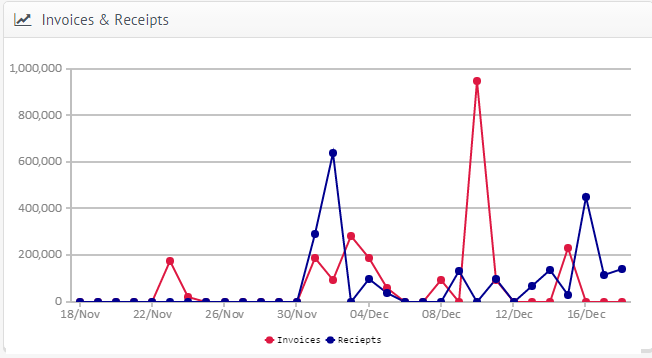 Invoices & Receipts
1,000,000
800,000
600,000
400,000
200,000
0
18/Nov 22/Nov 26/Nov 30/Nov 04/Dec 08/Dec 12/Dec 16/Dec
Invoices Reciepts